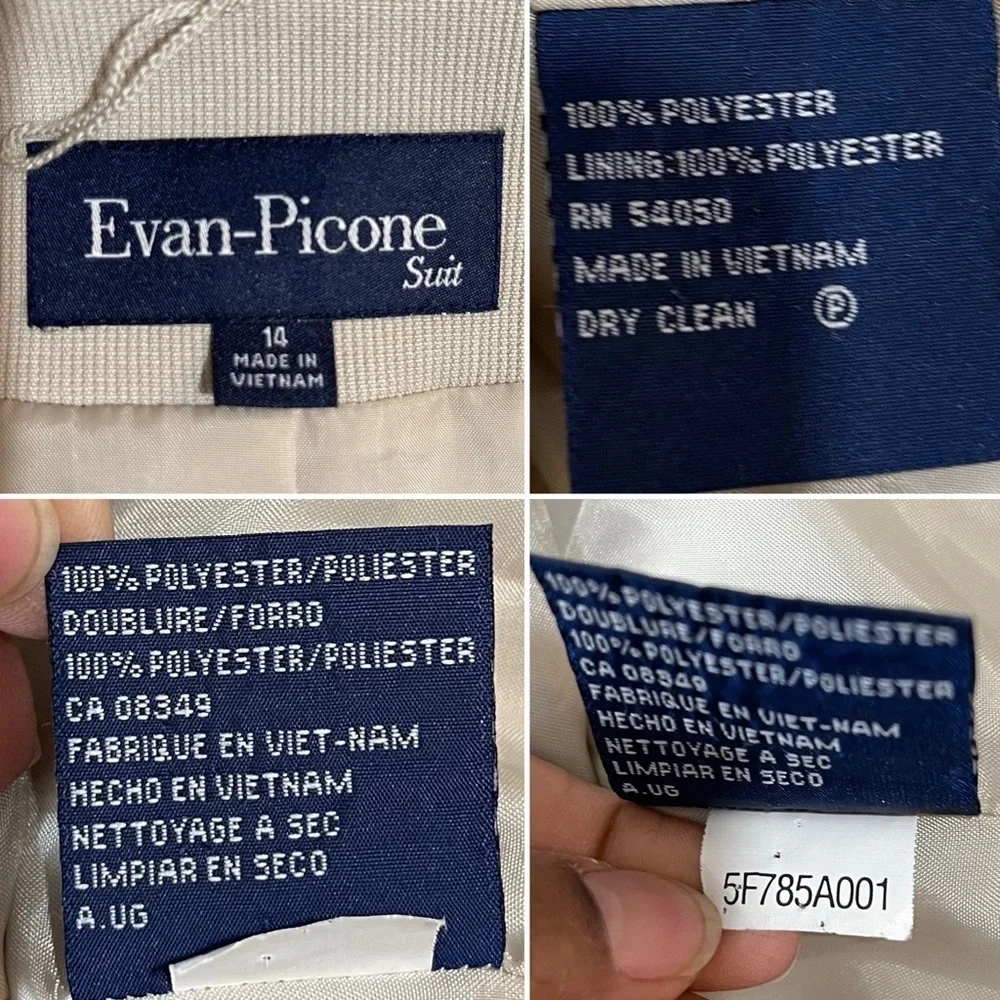 Evan-Picone
Suit
14
MADE IN
VIETNAM
100% POLYESTER
LINING:100% POLYESTER
RN 54050
MADE IN VIETNAM
DRY CLEAN Ⓟ
100% POLYESTER/POLIESTER
DOUBLURE/FORRO
100% POLYESTER/POLIESTER
CA 08349
FABRIQUE EN VIET-NAM
HECHO EN VIETNAM
NETTOYAGE A SEC
LIMPIAR EN SECO
A.UG
100% POLYESTER/POLIESTER
DOUBLURE/FORRO
100% POLYESTER/POLIESTER
CA 08349
FABRIQUE EN VIET-NAM
HECHO EN VIETNAM
NETTOYAGE A SEC
LIMPIAR EN SECO
A.UG
5F785A001